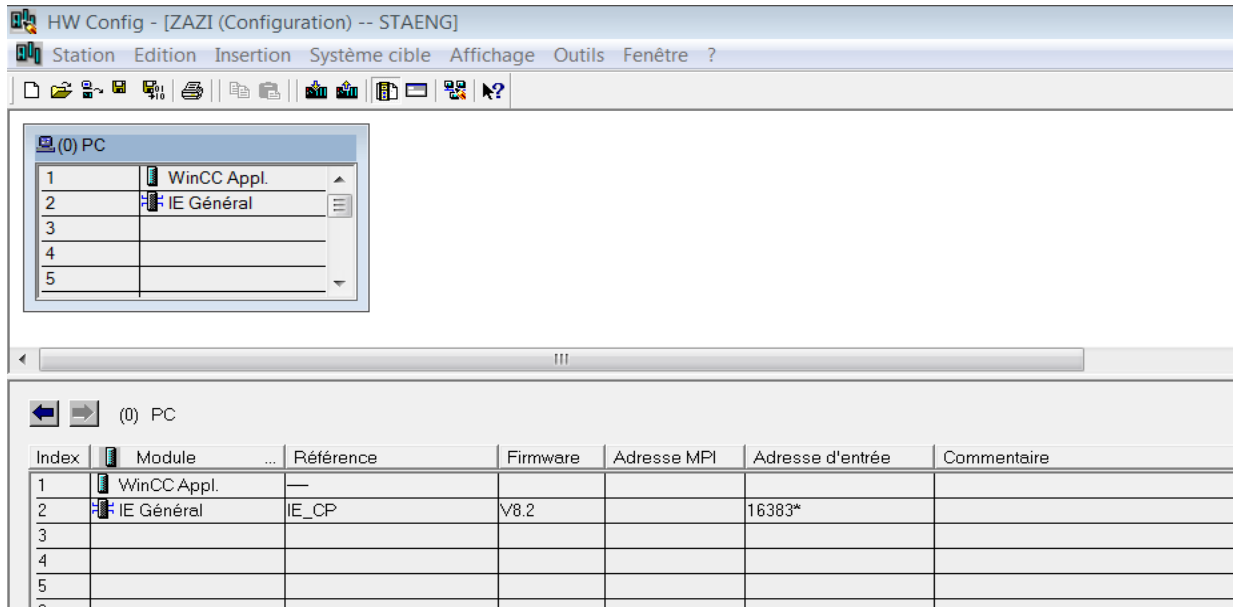 HW Config - [ZAZI (Configuration) -- STAENG]
Station Edition Insertion Système cible Affichage Outils Fenêtre ?
(0) PC
1 WinCC Appl.
2 IE Général
3
4
5
(0) PC
Index Module ... Référence Firmware Adresse MPI Adresse d'entrée Commentaire
1 WinCC Appl. —
2 IE Général IE_CP V8.2 16383*
3
4
5